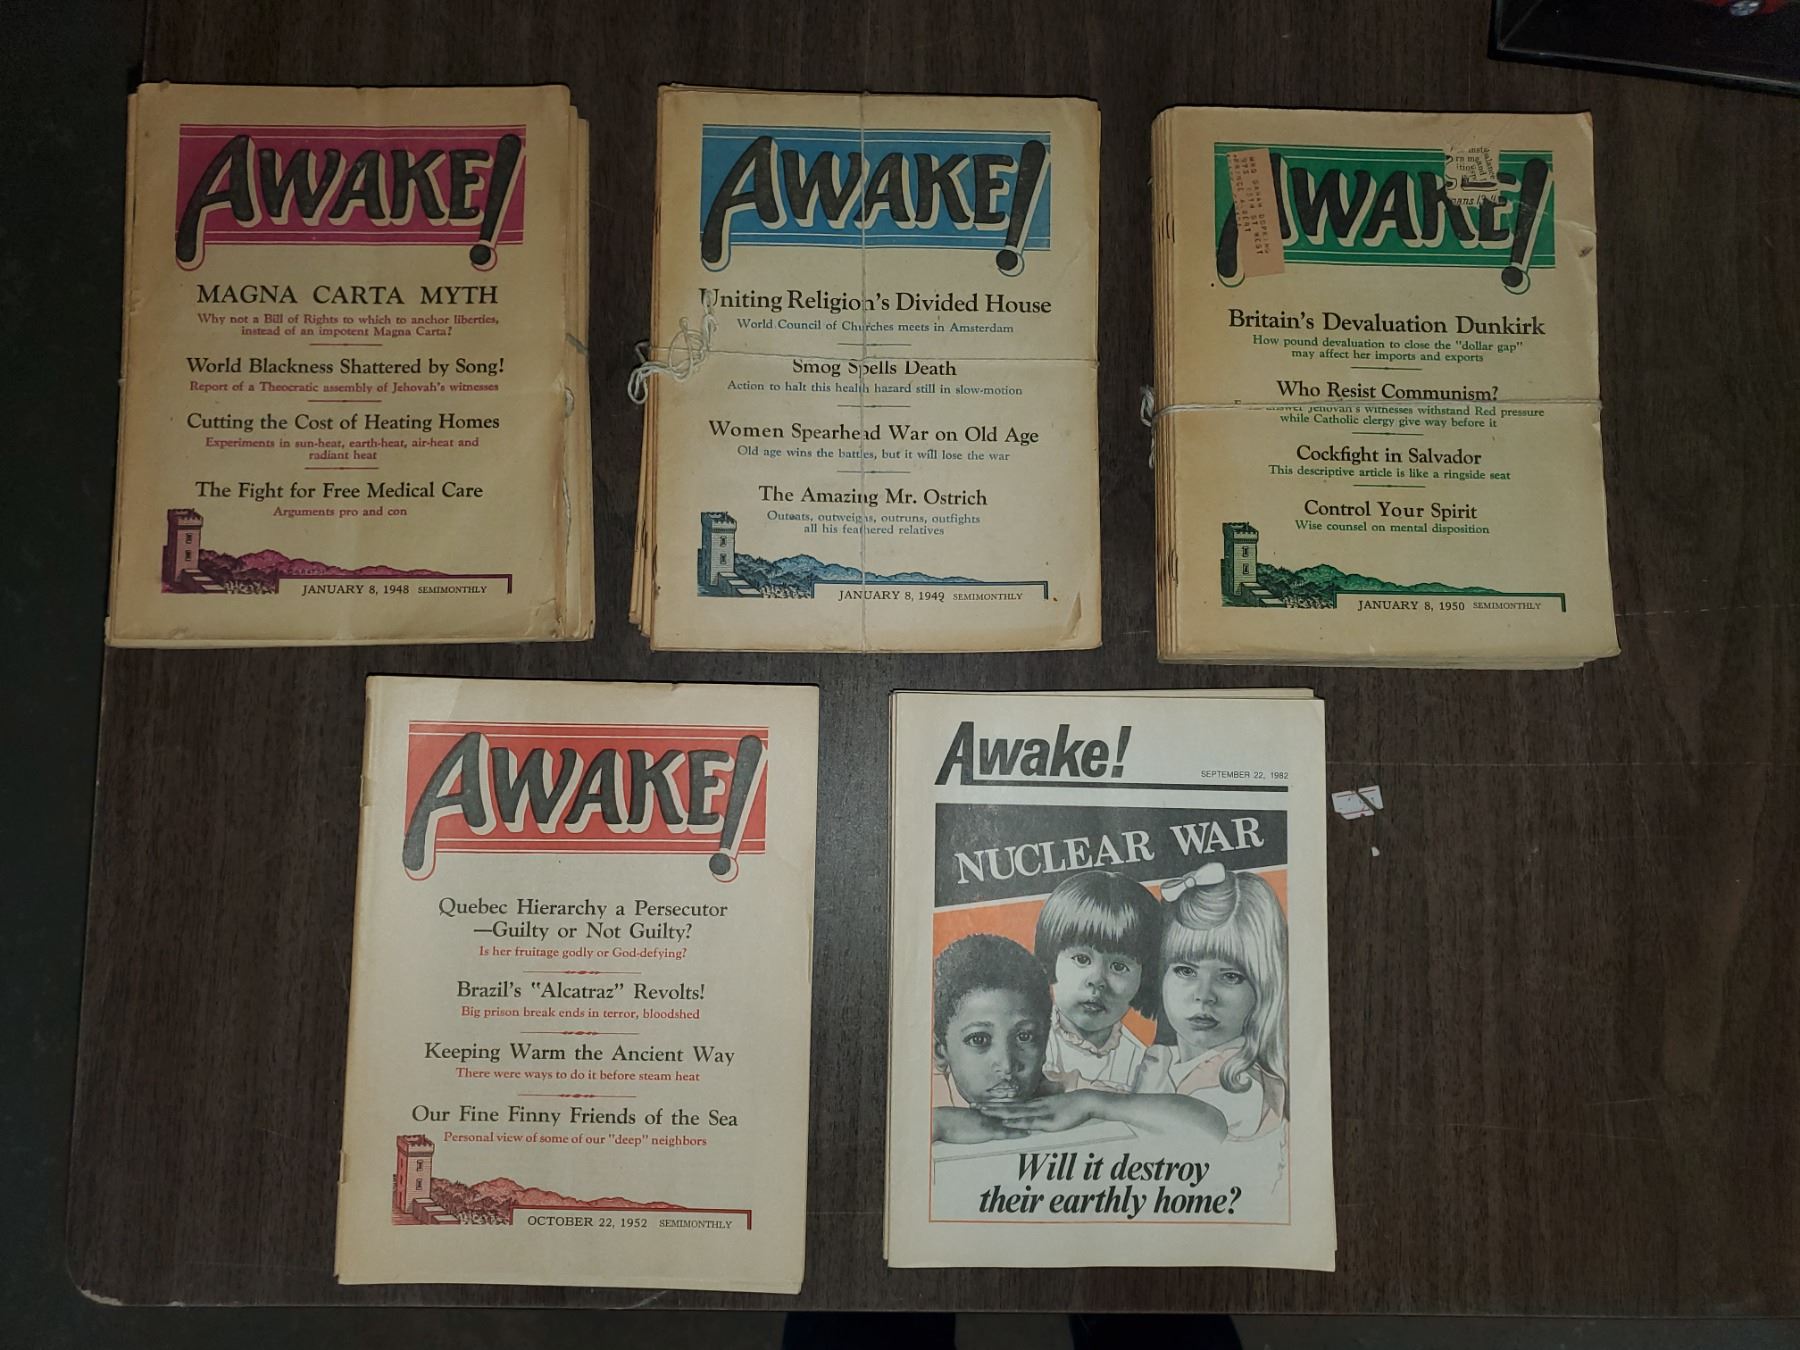 AWAKE!
MAGNA CARTA MYTH
Why not a Bill of Rights to which to anchor liberties,
instead of an impotent Magna Carta?
World Blackness Shattered by Song!
Report of a Theocratic assembly of Jehovah's witnesses
Cutting the Cost of Heating Homes
Experiments in sun-heat, earth-heat, air-heat and
radiant heat
The Fight for Free Medical Care
Arguments pro and con
JANUARY 8, 1948 SEMIMONTHLY
AWAKE!
Uniting Religion's Divided House
World Council of Churches meets in Amsterdam
Smog Spells Death
Action to halt this health hazard still in slow-motion
Women Spearhead War on Old Age
Old age wins the battles, but it will lose the war
The Amazing Mr. Ostrich
Outeats, outweighs, outruns, outfights
all his feathered relatives
JANUARY 8, 1949 SEMIMONTHLY
AWAKE!
Britain's Devaluation Dunkirk
How pound devaluation to close the "dollar gap"
may affect her imports and exports
Who Resist Communism?
Jehovah's witnesses withstand Red pressure
while Catholic clergy give way before it
Cockfight in Salvador
This descriptive article is like a ringside seat
Control Your Spirit
Wise counsel on mental disposition
JANUARY 8, 1950 SEMIMONTHLY
AWAKE!
Quebec Hierarchy a Persecutor
—Guilty or Not Guilty?
Is her fruitage godly or God-defying?
Brazil's "Alcatraz" Revolts!
Big prison break ends in terror, bloodshed
Keeping Warm the Ancient Way
There were ways to do it before steam heat
Our Fine Finny Friends of the Sea
Personal view of some of our "deep" neighbors
OCTOBER 22, 1952 SEMIMONTHLY
Awake!
SEPTEMBER 22, 1982
NUCLEAR WAR
Will it destroy
their earthly home?